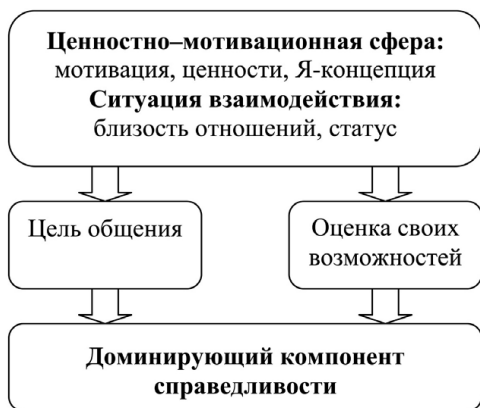 Ценностно–мотивационная сфера:
мотивация, ценности, Я-концепция
Ситуация взаимодействия:
близость отношений, статус
Цель общения
Оценка своих
возможностей
Доминирующий компонент
справедливости